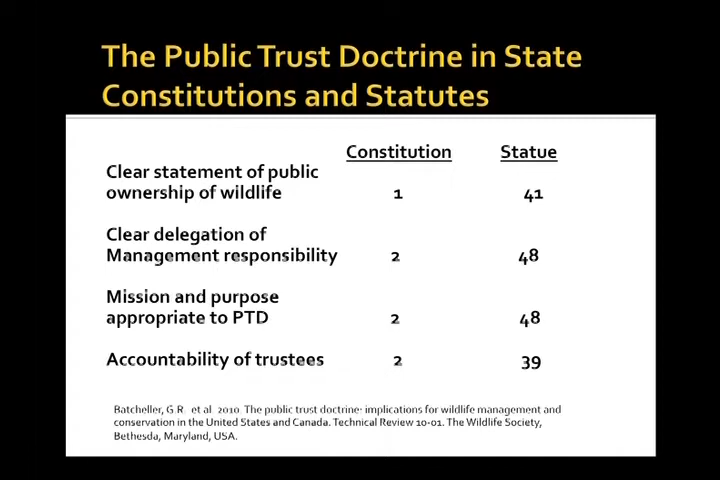 The Public Trust Doctrine in State
Constitutions and Statutes
Constitution Statue
Clear statement of public
ownership of wildlife 1 41
Clear delegation of
Management responsibility 2 48
Mission and purpose
appropriate to PTD 2 48
Accountability of trustees 2 39
Batcheller, G.R. et al. 2010. The public trust doctrine: implications for wildlife management and
conservation in the United States and Canada. Technical Review 10-01. The Wildlife Society,
Bethesda, Maryland, USA.